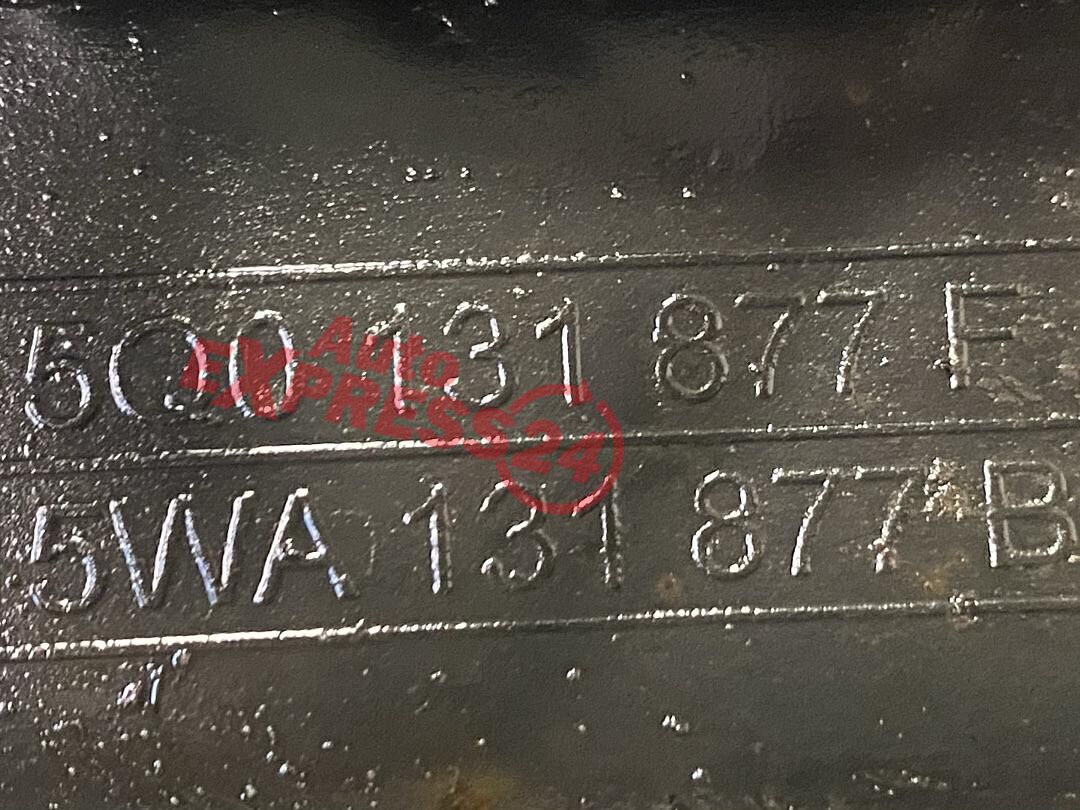 5Q0 131 877 F
5WA 131 877 B
Auto
EXPRESS24